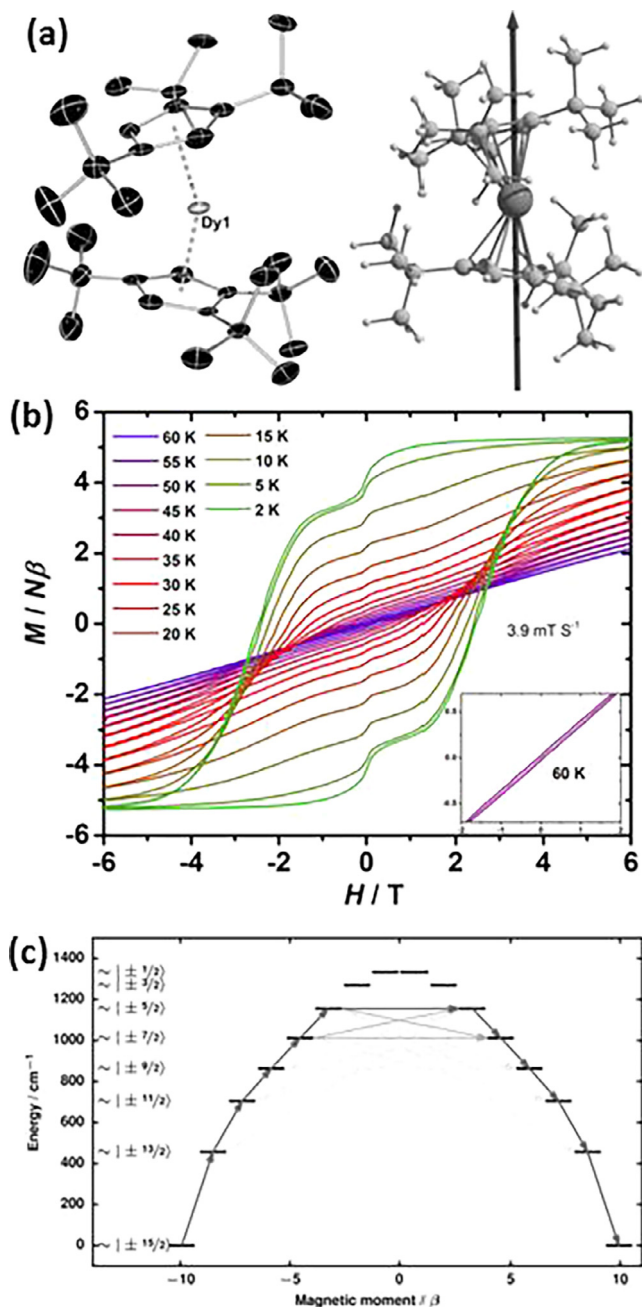 (a)
Dy1
(b)
6
4
2
0
-2
-4
-6
M / Nβ
60 K
55 K
50 K
45 K
40 K
35 K
30 K
25 K
20 K
15 K
10 K
5 K
2 K
3.9 mT S⁻¹
60 K
-6 -4 -2 0 2 4 6
H / T
(c)
1400
1200
1000
800
600
400
200
0
Energy / cm⁻¹
~ | ± 1/2⟩
~ | ± 3/2⟩
~ | ± 5/2⟩
~ | ± 7/2⟩
~ | ± 9/2⟩
~ | ± 11/2⟩
~ | ± 13/2⟩
~ | ± 15/2⟩
−10 −5 0 5 10
Magnetic moment / β